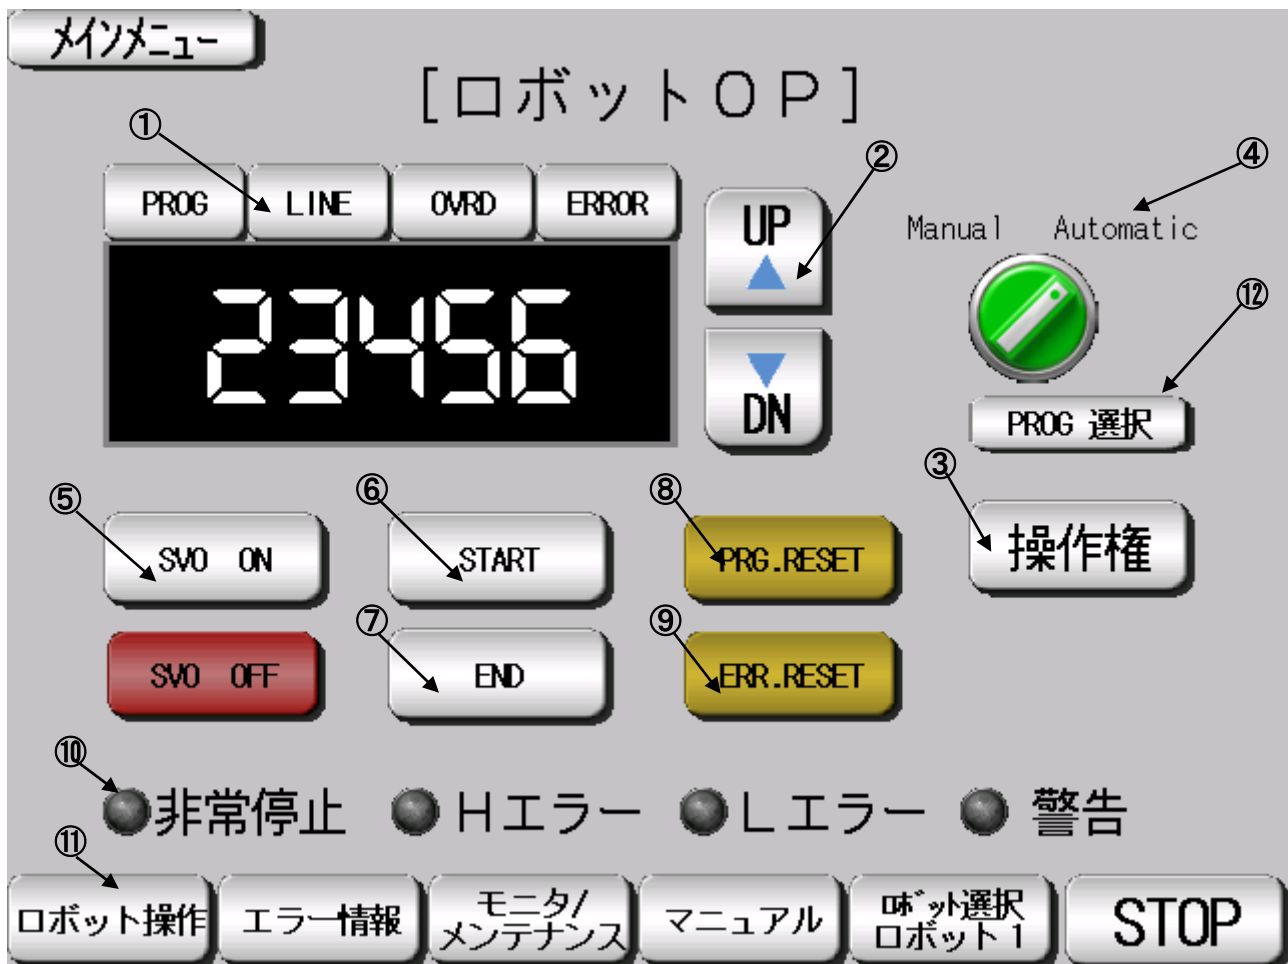 メインメニュー
[ロボットOP]
①
②
④
PROG LINE OVRD ERROR
UP
Manual Automatic
23456
⑫
DN
PROG 選択
③
⑤
⑥
⑧
操作権
SVO ON
START
PRG.RESET
⑦
⑨
SVO OFF
END
ERR.RESET
⑩
非常停止 Hエラー Lエラー 警告
⑪
ロボット操作
エラー情報
モニタ/
メンテナンス
マニュアル
ロボット選択
ロボット1
STOP